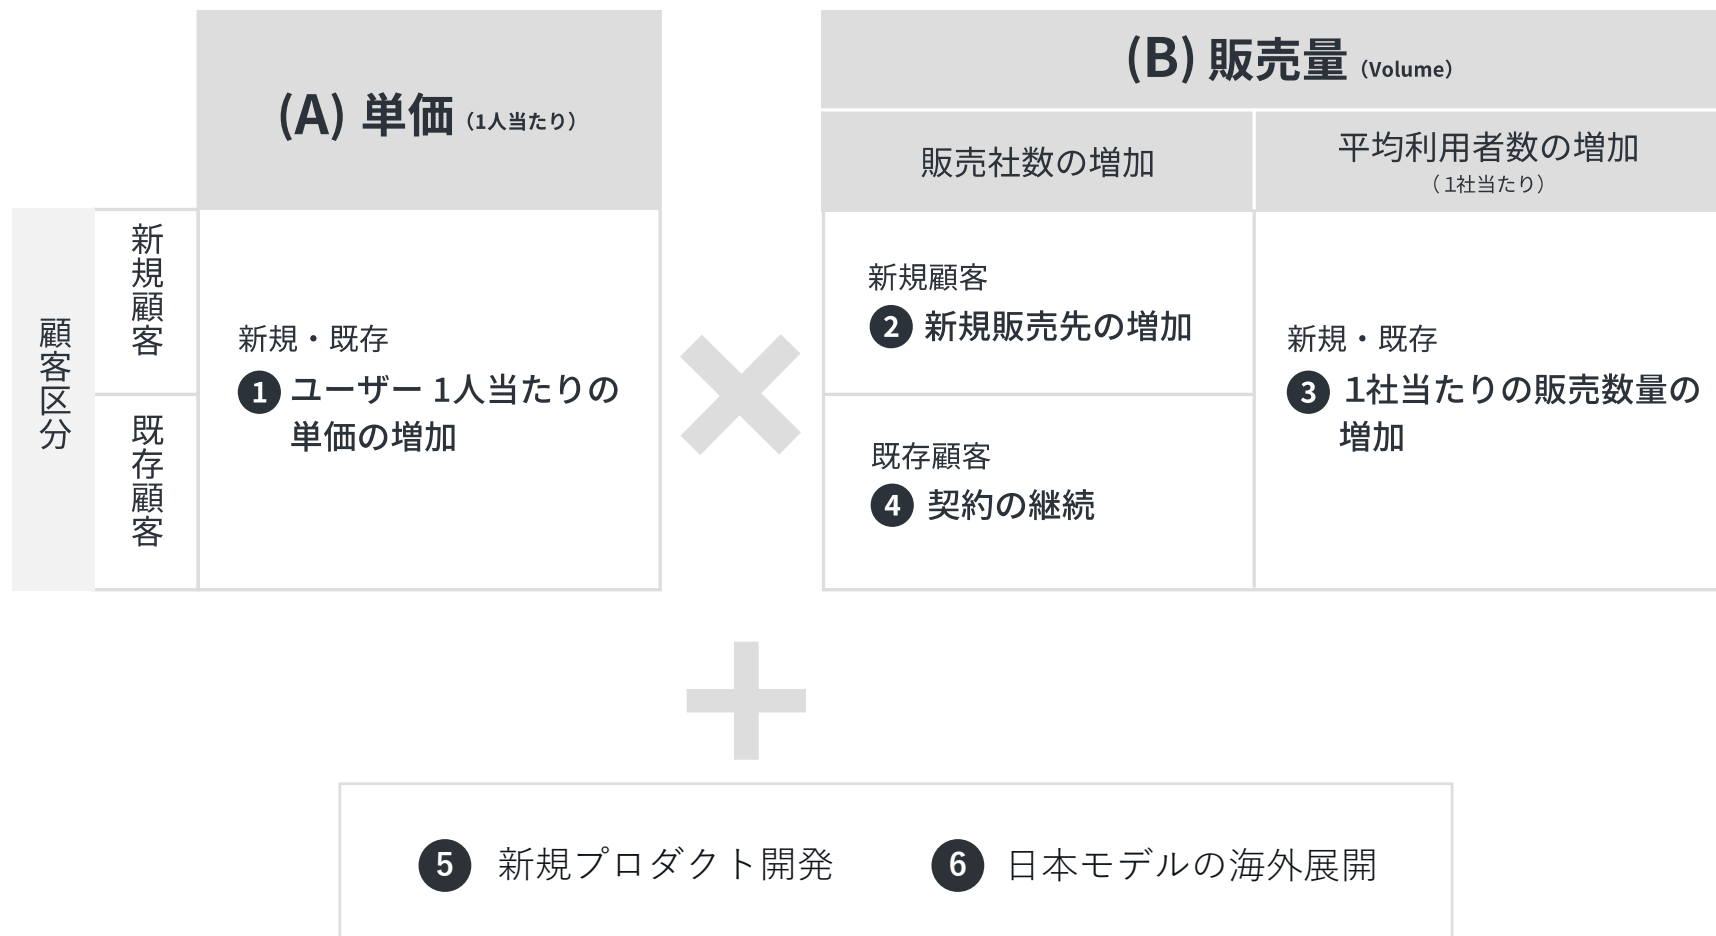 (A) 単価 (1人当たり)
(B) 販売量 (Volume)
販売社数の増加
平均利用者数の増加
(1社当たり)
顧客区分
新規顧客
既存顧客
新規・既存
1 ユーザー 1人当たりの
単価の増加
新規顧客
2 新規販売先の増加
既存顧客
4 契約の継続
新規・既存
3 1社当たりの販売数量の
増加
5 新規プロダクト開発
6 日本モデルの海外展開